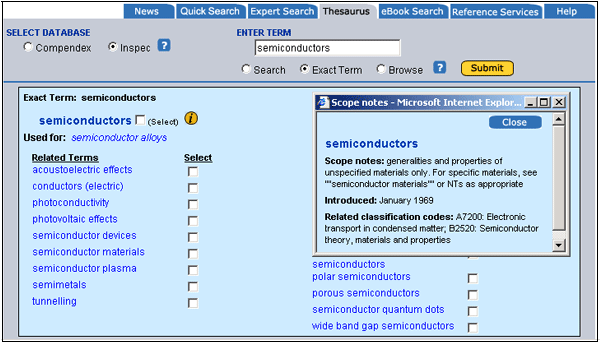 News Quick Search Expert Search Thesaurus eBook Search Reference Services Help
SELECT DATABASE
Compendex Inspec ?
ENTER TERM
semiconductors
Search Exact Term Browse ? Submit
Exact Term: semiconductors
semiconductors (Select) i
Used for: semiconductor alloys
Related Terms Select
acoustoelectric effects
conductors (electric)
photoconductivity
photovoltaic effects
semiconductor devices
semiconductor materials
semiconductor plasma
semimetals
tunnelling
Scope notes - Microsoft Internet Explor...
Close
semiconductors
Scope notes: generalities and properties of
unspecified materials only. For specific materials, see
""semiconductor materials"" or NTs as appropriate
Introduced: January 1969
Related classification codes: A7200: Electronic
transport in condensed matter; B2520: Semiconductor
theory, materials and properties
semiconductors
polar semiconductors
porous semiconductors
semiconductor quantum dots
wide band gap semiconductors